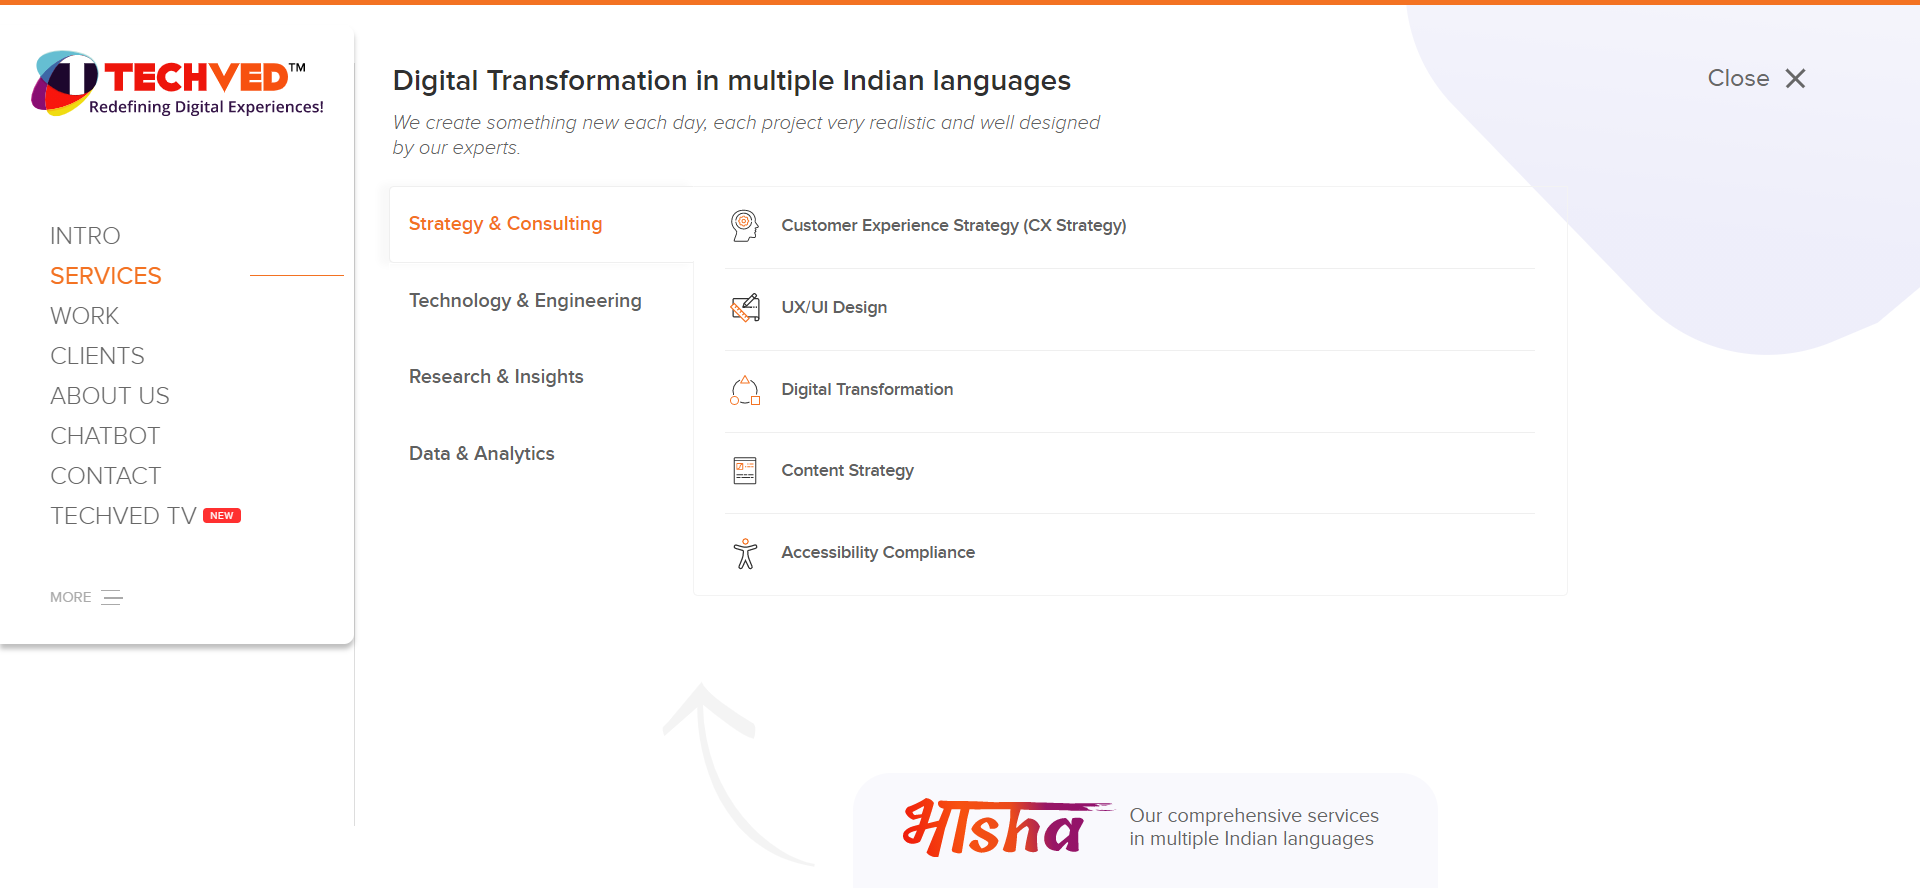 TECHVED™
Redefining Digital Experiences!
INTRO
SERVICES
WORK
CLIENTS
ABOUT US
CHATBOT
CONTACT
TECHVED TV NEW
MORE
Digital Transformation in multiple Indian languages
Close
We create something new each day, each project very realistic and well designed
by our experts.
Strategy & Consulting
Technology & Engineering
Research & Insights
Data & Analytics
Customer Experience Strategy (CX Strategy)
UX/UI Design
Digital Transformation
Content Strategy
Accessibility Compliance
भाsha
Our comprehensive services
in multiple Indian languages